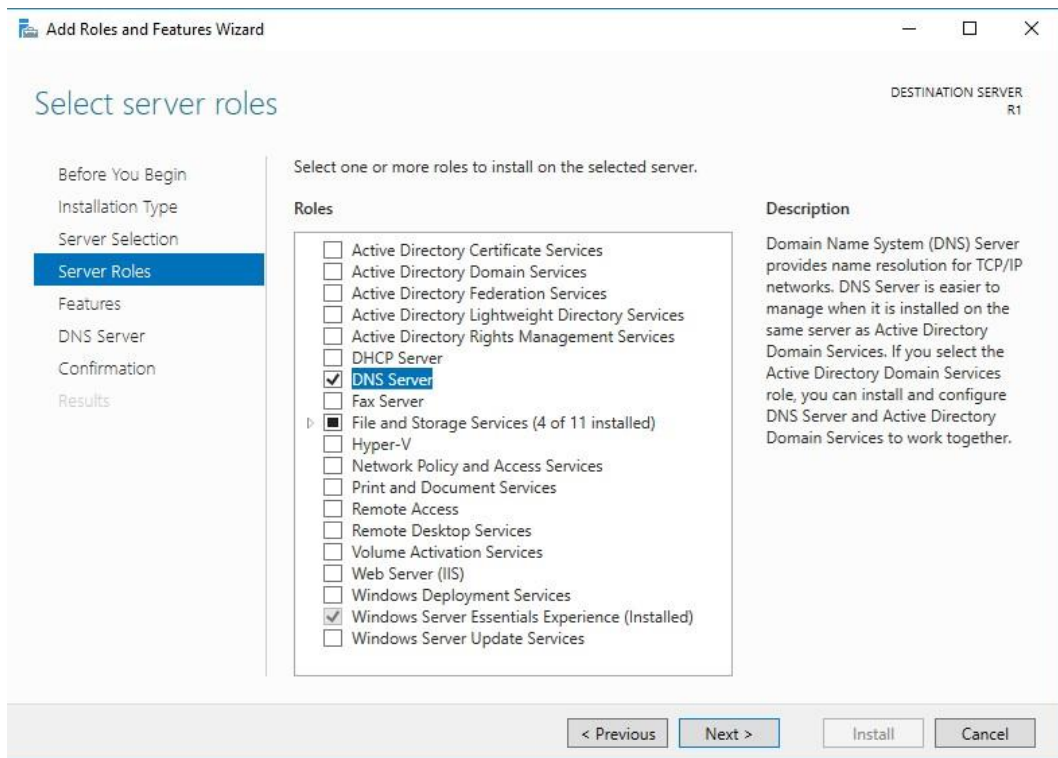 Add Roles and Features Wizard
Select server roles
DESTINATION SERVER
R1
Before You Begin
Installation Type
Server Selection
Server Roles
Features
DNS Server
Confirmation
Results
Select one or more roles to install on the selected server.
Roles
Active Directory Certificate Services
Active Directory Domain Services
Active Directory Federation Services
Active Directory Lightweight Directory Services
Active Directory Rights Management Services
DHCP Server
DNS Server
Fax Server
File and Storage Services (4 of 11 installed)
Hyper-V
Network Policy and Access Services
Print and Document Services
Remote Access
Remote Desktop Services
Volume Activation Services
Web Server (IIS)
Windows Deployment Services
Windows Server Essentials Experience (Installed)
Windows Server Update Services
Description
Domain Name System (DNS) Server
provides name resolution for TCP/IP
networks. DNS Server is easier to
manage when it is installed on the
same server as Active Directory
Domain Services. If you select the
Active Directory Domain Services
role, you can install and configure
DNS Server and Active Directory
Domain Services to work together.
< Previous
Next >
Install
Cancel